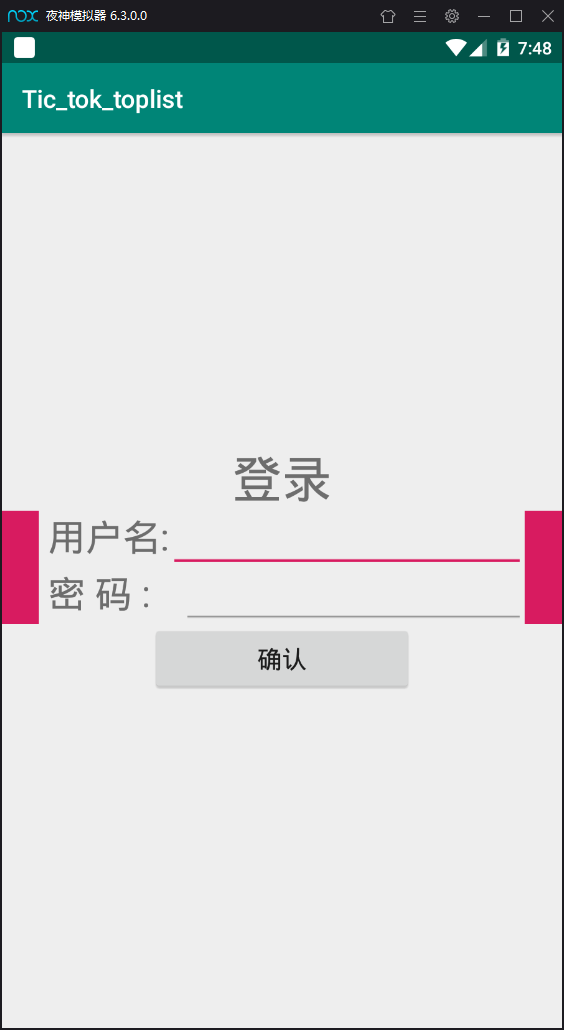 nox 夜神模拟器 6.3.0.0
7:48
Tic_tok_toplist
登录
用户名:
密 码 :
确认